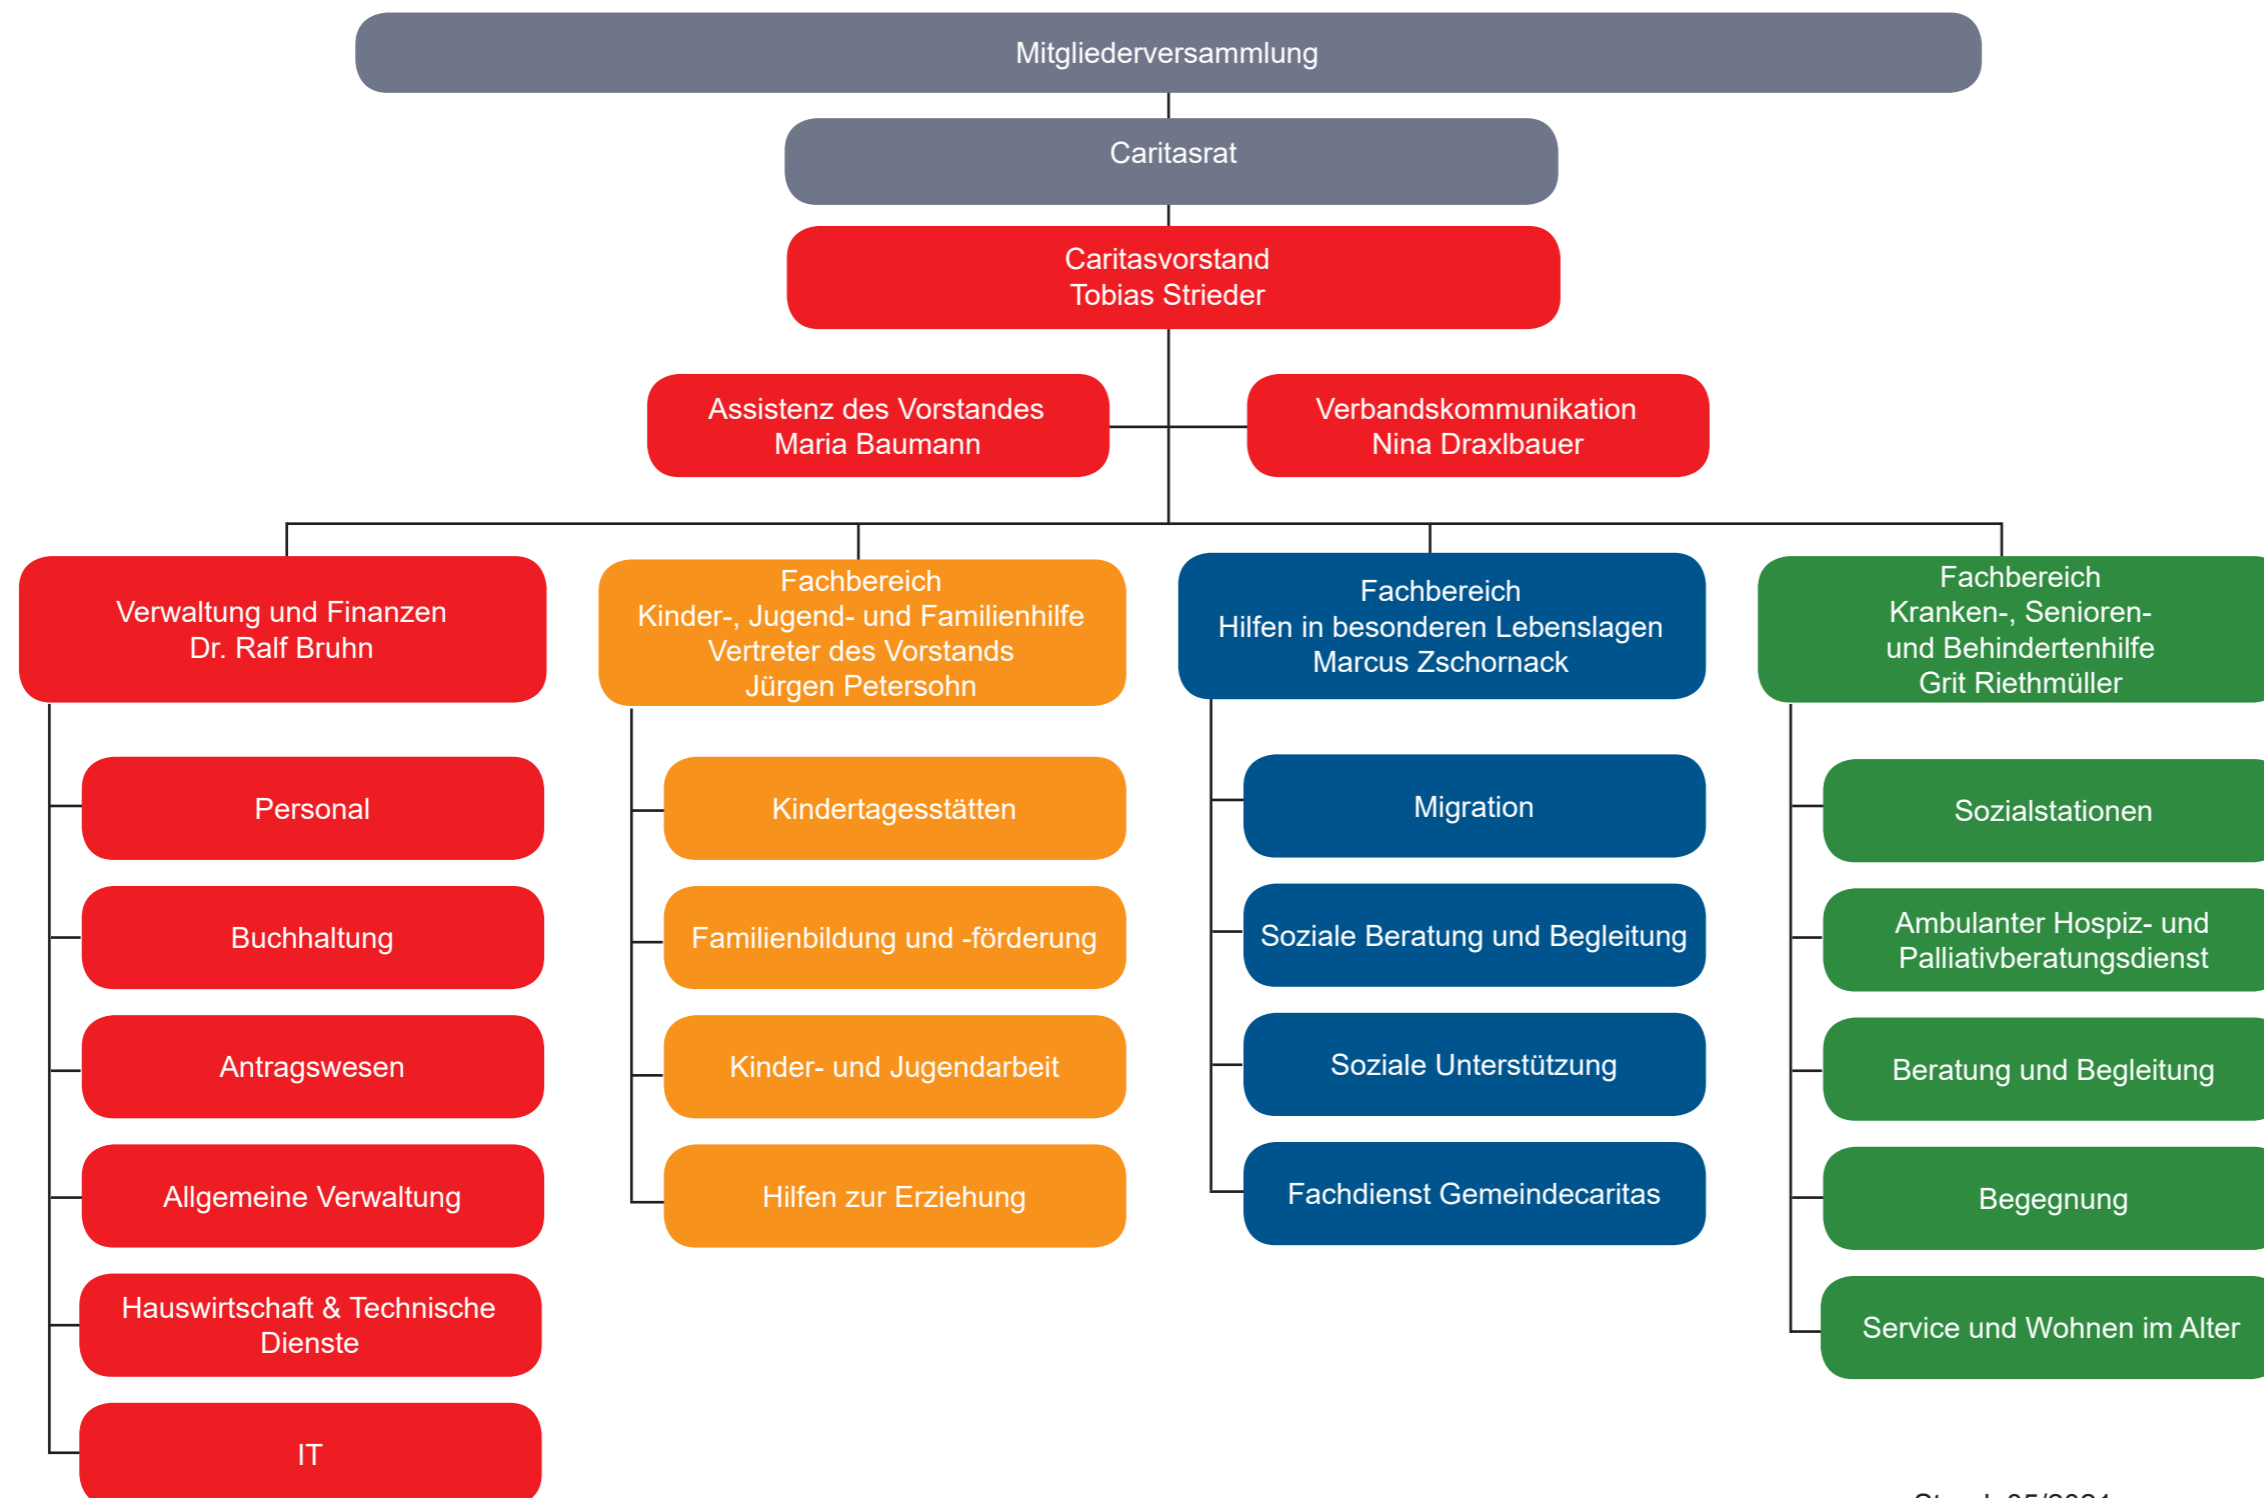 Mitgliederversammlung
Caritasrat
Caritasvorstand
Tobias Strieder
Assistenz des Vorstandes
Maria Baumann
Verbandskommunikation
Nina Draxlbauer
Verwaltung und Finanzen
Dr. Ralf Bruhn
Personal
Buchhaltung
Antragswesen
Allgemeine Verwaltung
Hauswirtschaft & Technische
Dienste
IT
Fachbereich
Kinder-, Jugend- und Familienhilfe
Vertreter des Vorstands
Jürgen Petersohn
Kindertagesstätten
Familienbildung und -förderung
Kinder- und Jugendarbeit
Hilfen zur Erziehung
Fachbereich
Hilfen in besonderen Lebenslagen
Marcus Zschornack
Migration
Soziale Beratung und Begleitung
Soziale Unterstützung
Fachdienst Gemeindecaritas
Fachbereich
Kranken-, Senioren-
und Behindertenhilfe
Grit Riethmüller
Sozialstationen
Ambulanter Hospiz- und
Palliativberatungsdienst
Beratung und Begleitung
Begegnung
Service und Wohnen im Alter